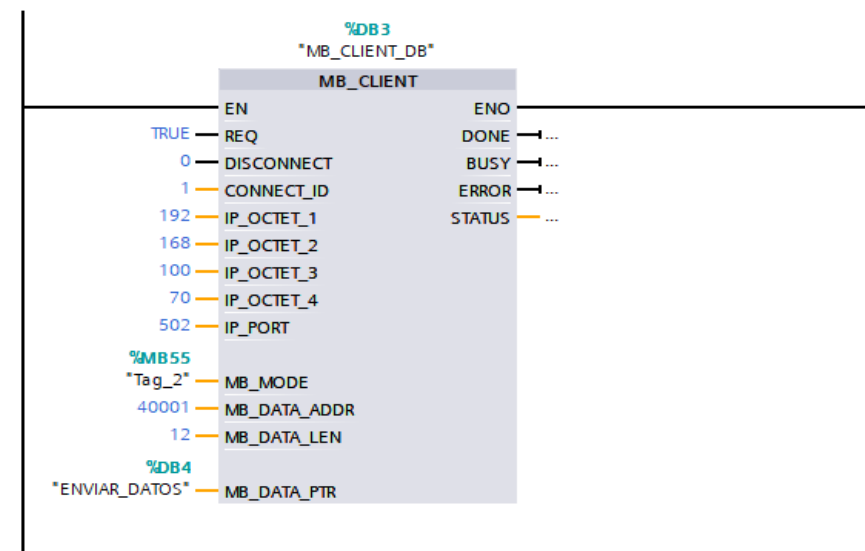 %DB3
"MB_CLIENT_DB"
MB_CLIENT
EN ENO
TRUE REQ DONE ...
0 DISCONNECT BUSY ...
1 CONNECT_ID ERROR ...
192 IP_OCTET_1 STATUS ...
168 IP_OCTET_2
100 IP_OCTET_3
70 IP_OCTET_4
502 IP_PORT
%MB55
"Tag_2" MB_MODE
40001 MB_DATA_ADDR
12 MB_DATA_LEN
%DB4
"ENVIAR_DATOS" MB_DATA_PTR